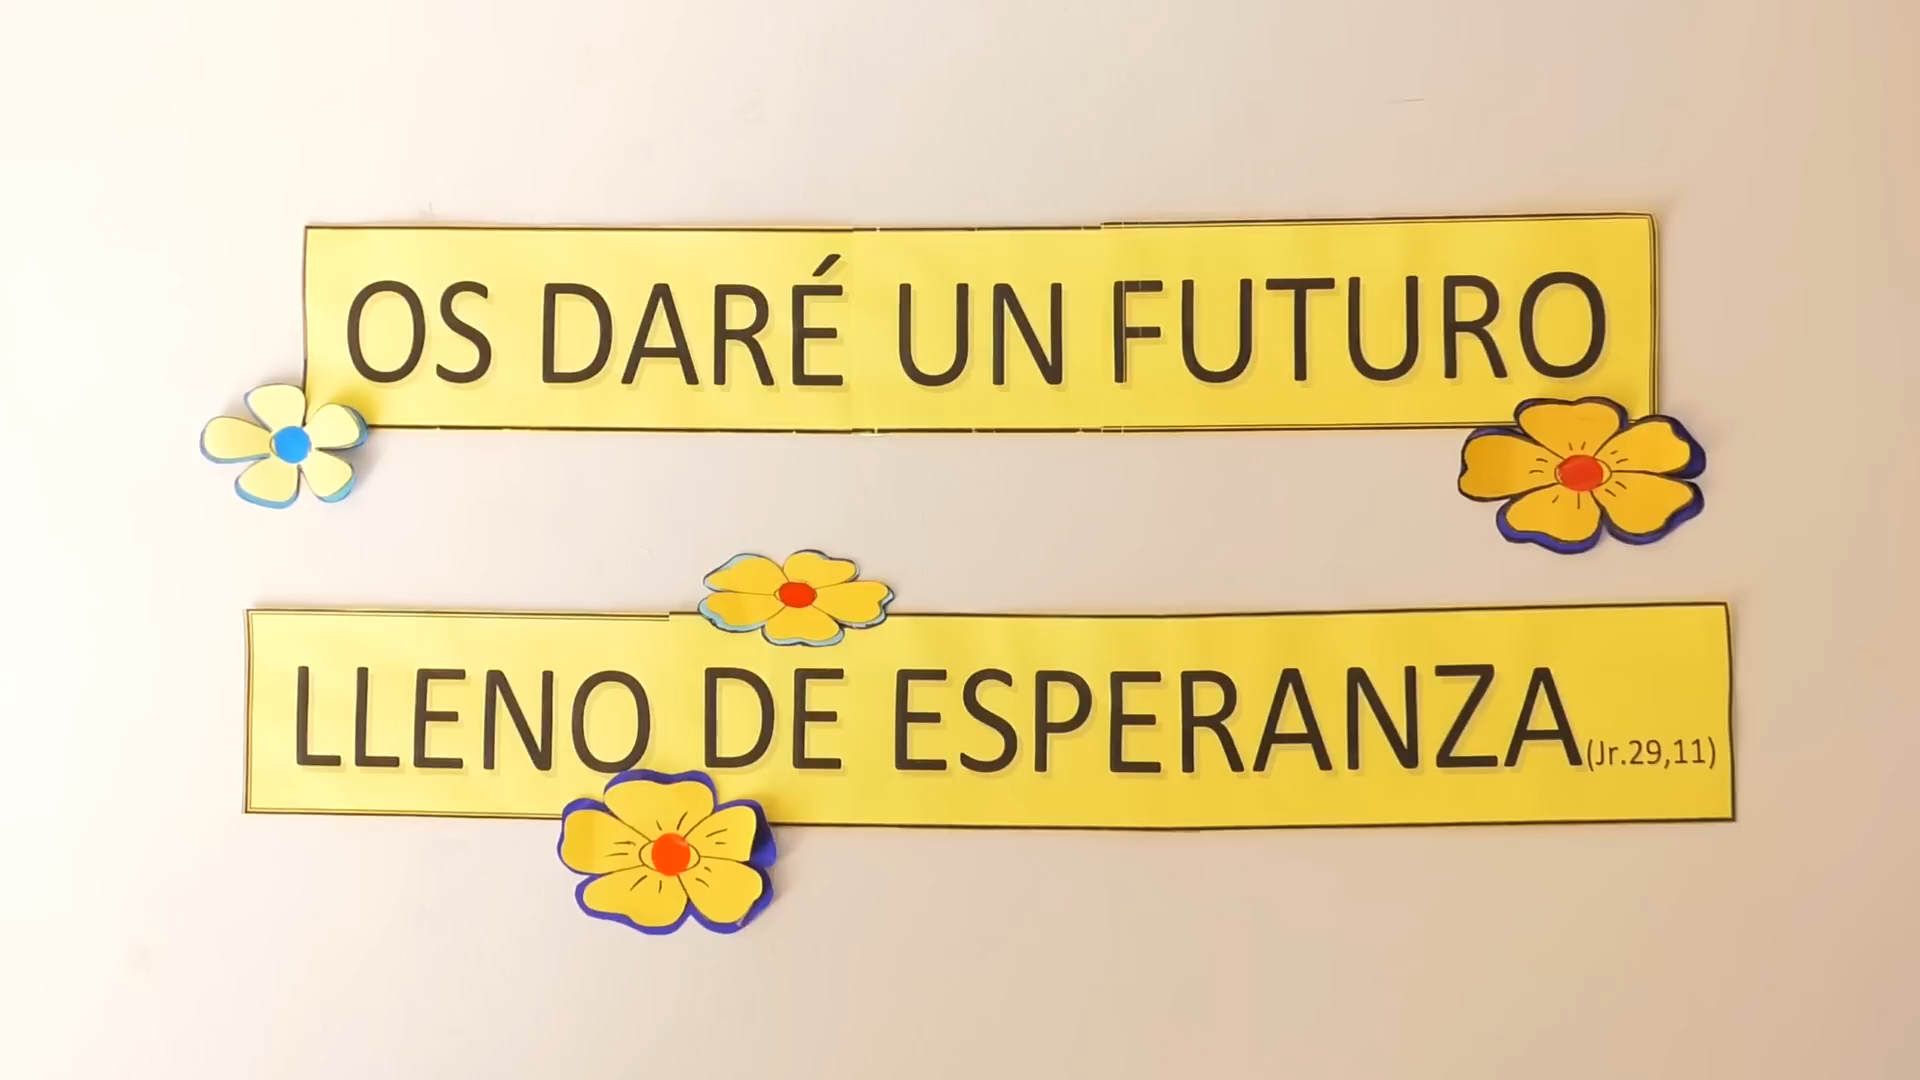 OS DARÉ UN FUTURO
LLENO DE ESPERANZA (Jr.29,11)